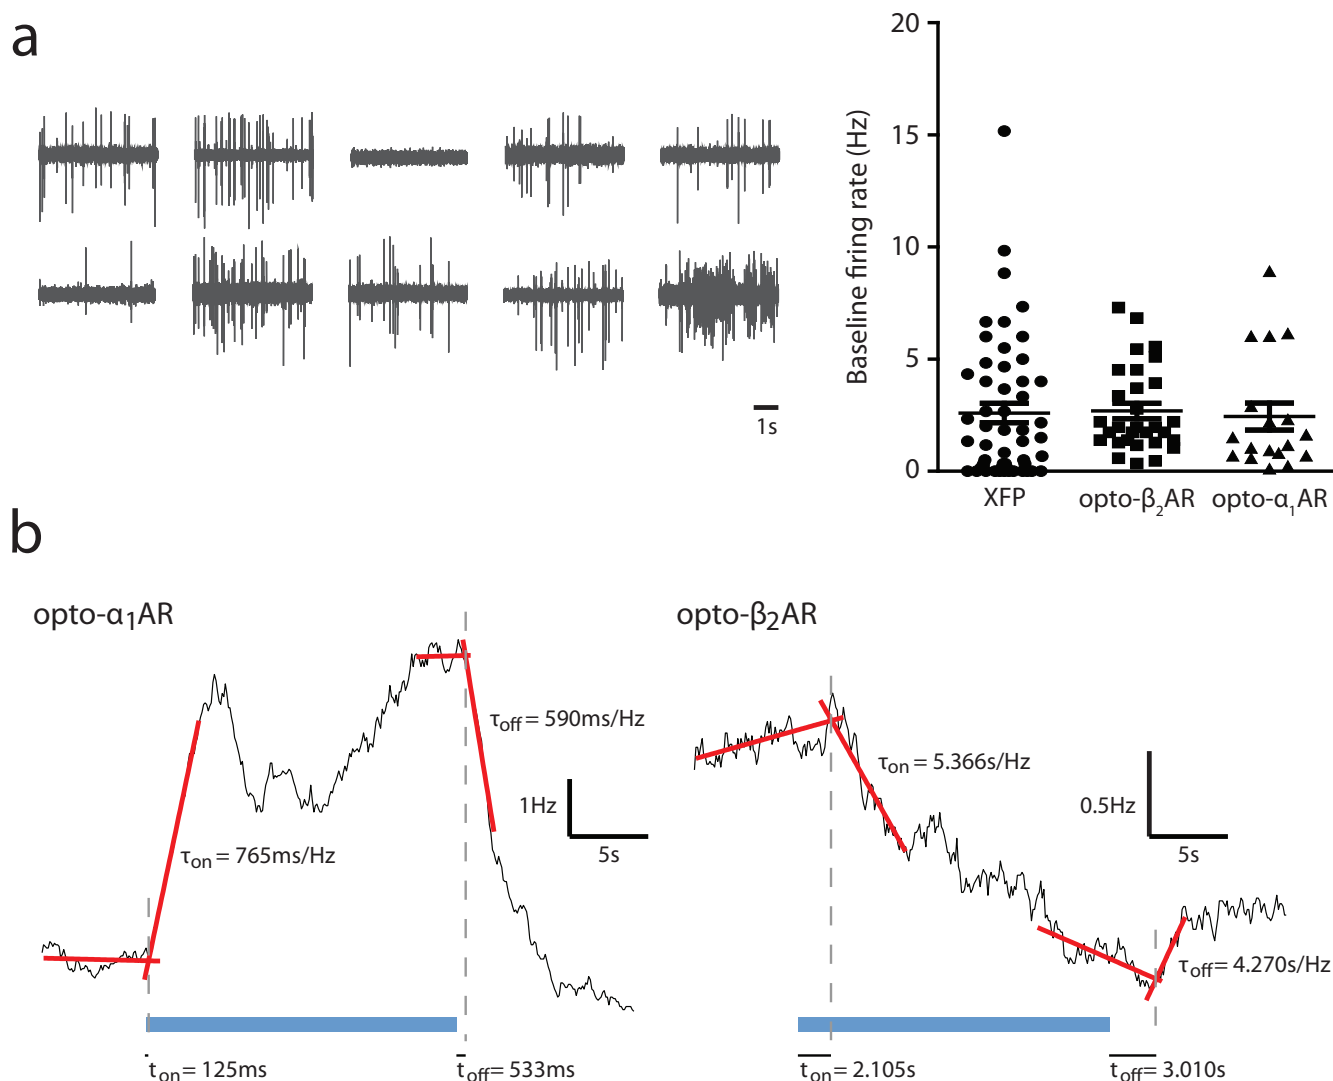 a
1s
20
15
10
5
0
Baseline firing rate (Hz)
XFP
opto-β₂AR
opto-α₁AR
b
opto-α₁AR
τon = 765ms/Hz
τoff = 590ms/Hz
1Hz
5s
ton = 125ms
toff = 533ms
opto-β₂AR
τon = 5.366s/Hz
0.5Hz
5s
τoff = 4.270s/Hz
ton = 2.105s
toff = 3.010s